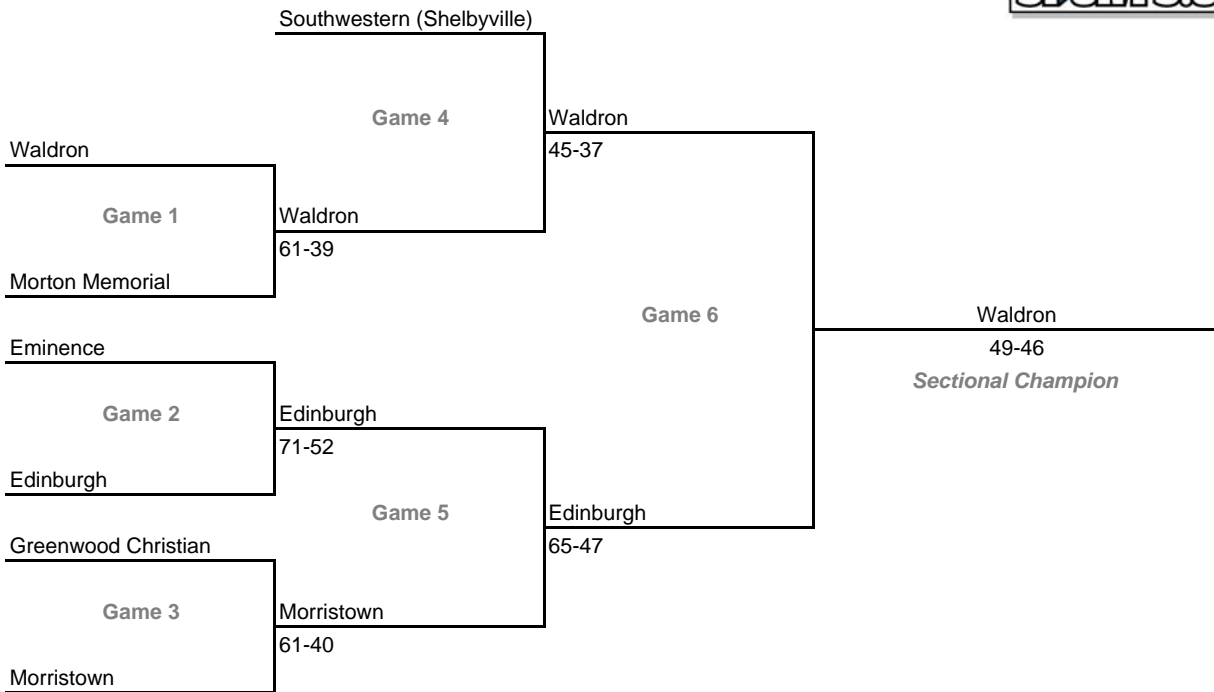 Southwestern (Shelbyville)
Game 4
Waldron
45-37
Waldron
Game 1
Waldron
61-39
Morton Memorial
Game 6
Waldron
49-46
Sectional Champion
Eminence
Game 2
Edinburgh
71-52
Edinburgh
Game 5
Edinburgh
65-47
Greenwood Christian
Game 3
Morristown
61-40
Morristown